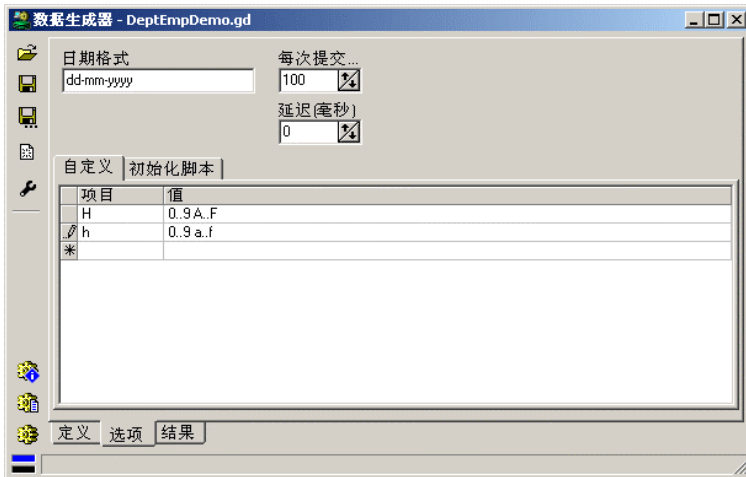 数据生成器 - DeptEmpDemo.gd
日期格式
每次提交...
dd-mm-yyyy
100
延迟(毫秒)
0
自定义 初始化脚本
项目 值
H 0..9 A..F
h 0..9 a..f
定义 选项 结果